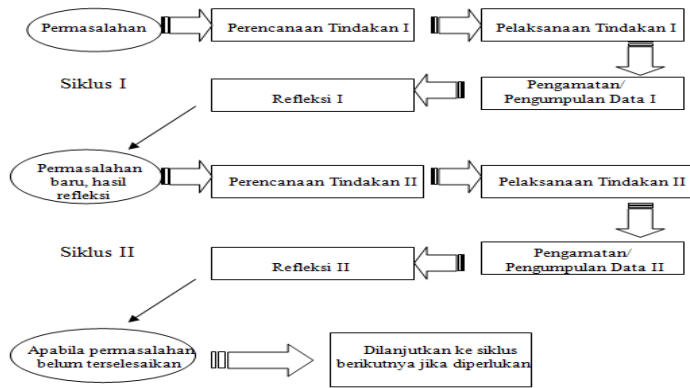 Permasalahan
Perencanaan Tindakan I
Pelaksanaan Tindakan I
Siklus I
Refleksi I
Pengamatan/
Pengumpulan Data I
Permasalahan
baru, hasil
refleksi
Perencanaan Tindakan II
Pelaksanaan Tindakan II
Siklus II
Refleksi II
Pengamatan/
Pengumpulan Data II
Apabila permasalahan
belum terselesaikan
Dilanjutkan ke siklus
berikutnya jika diperlukan